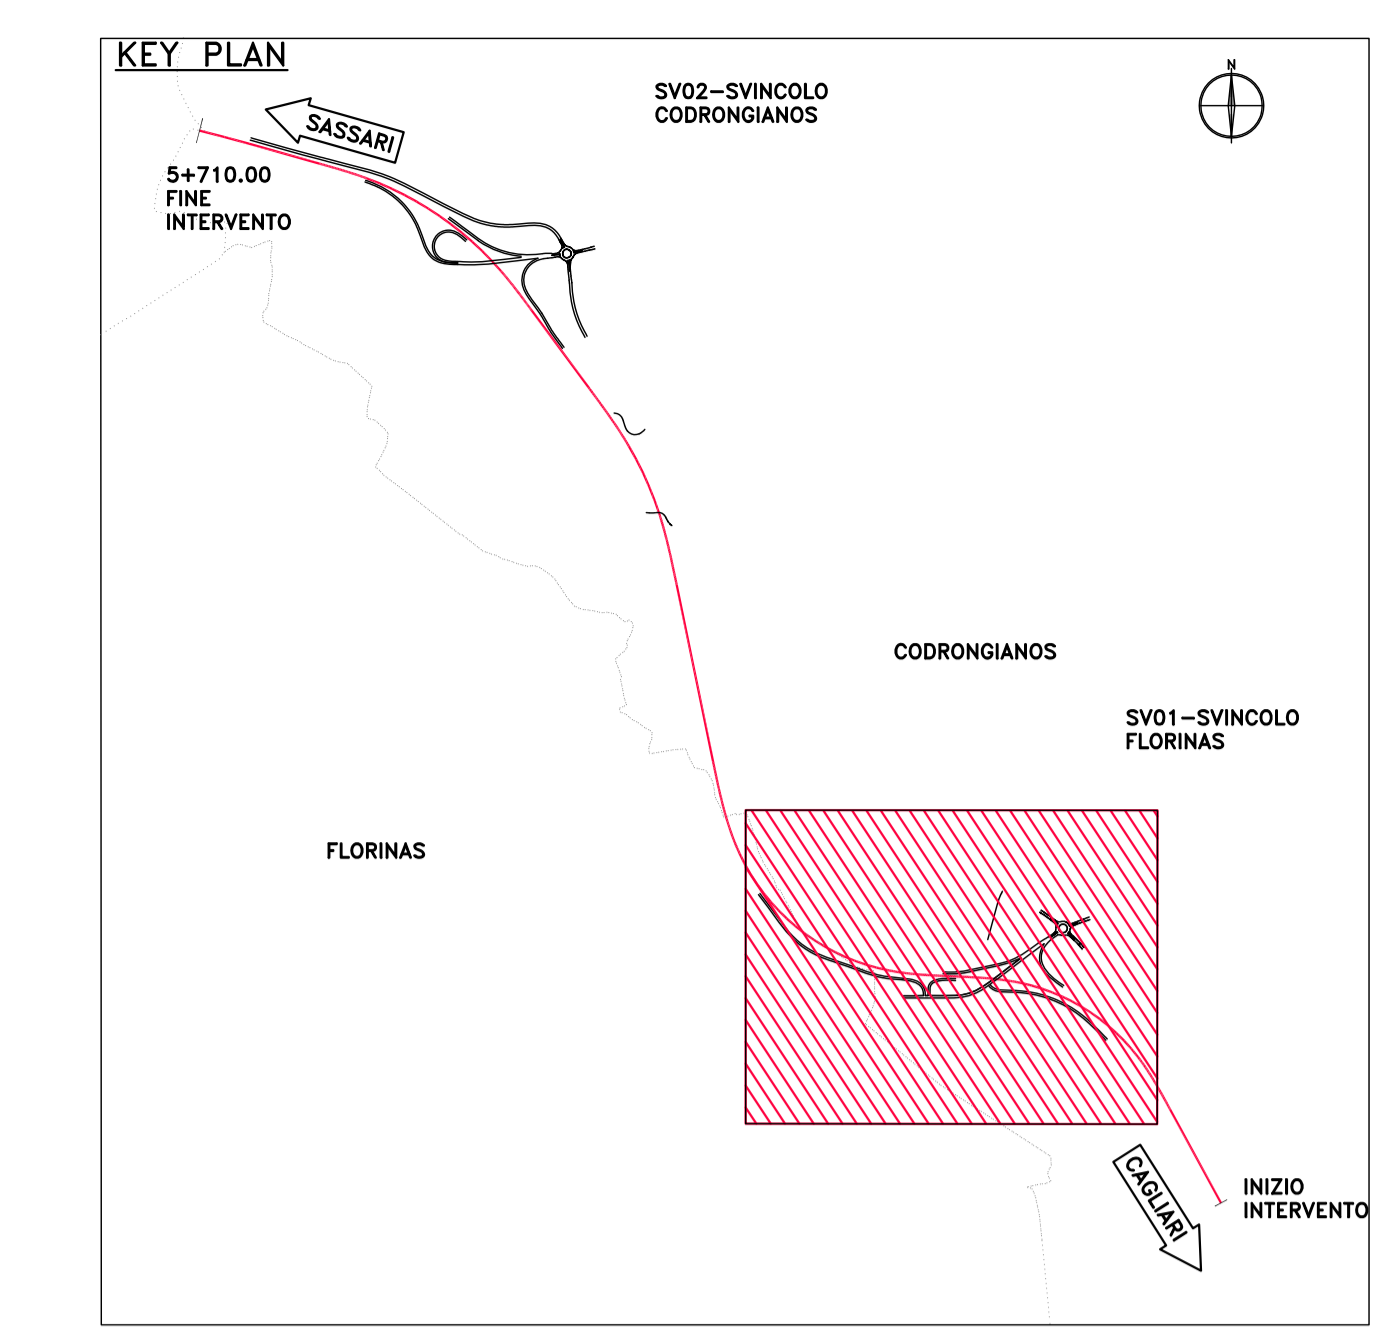 KEY PLAN
N
SV02-SVINCOLO
CODRONGIANOS
SASSARI
5+710.00
FINE
INTERVENTO
CODRONGIANOS
SV01-SVINCOLO
FLORINAS
FLORINAS
CAGLIARI
INIZIO
INTERVENTO